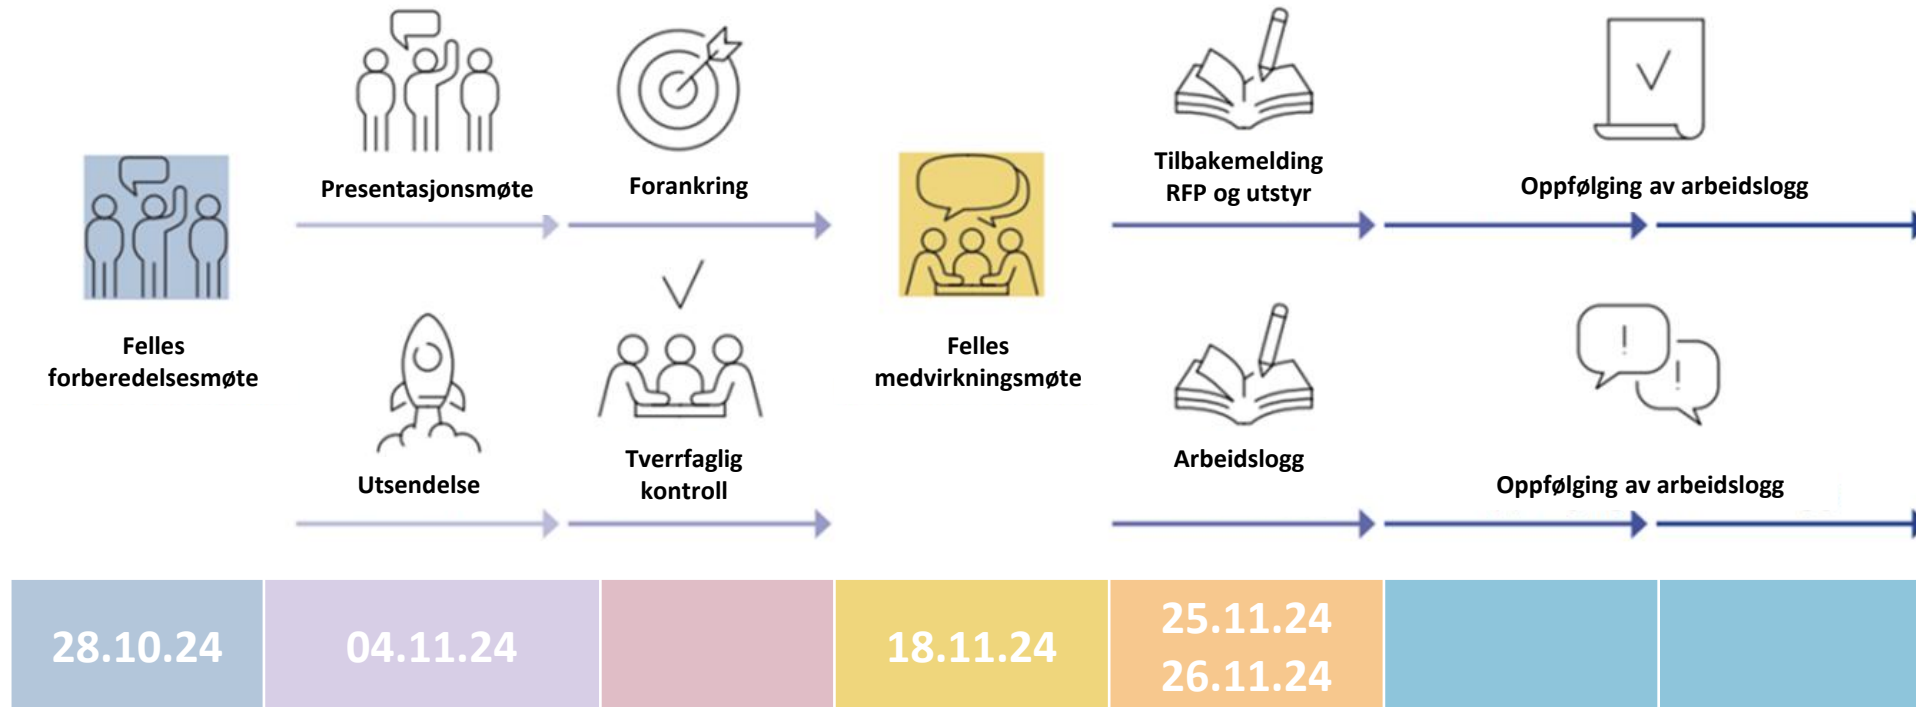 Presentasjonsmøte
Forankring
Tilbakemelding
RFP og utstyr
Oppfølging av arbeidslogg
Felles
forberedelsesmøte
Felles
medvirkningsmøte
Utsendelse
Tverrfaglig
kontroll
Arbeidslogg
Oppfølging av arbeidslogg
28.10.24
04.11.24
18.11.24
25.11.24
26.11.24